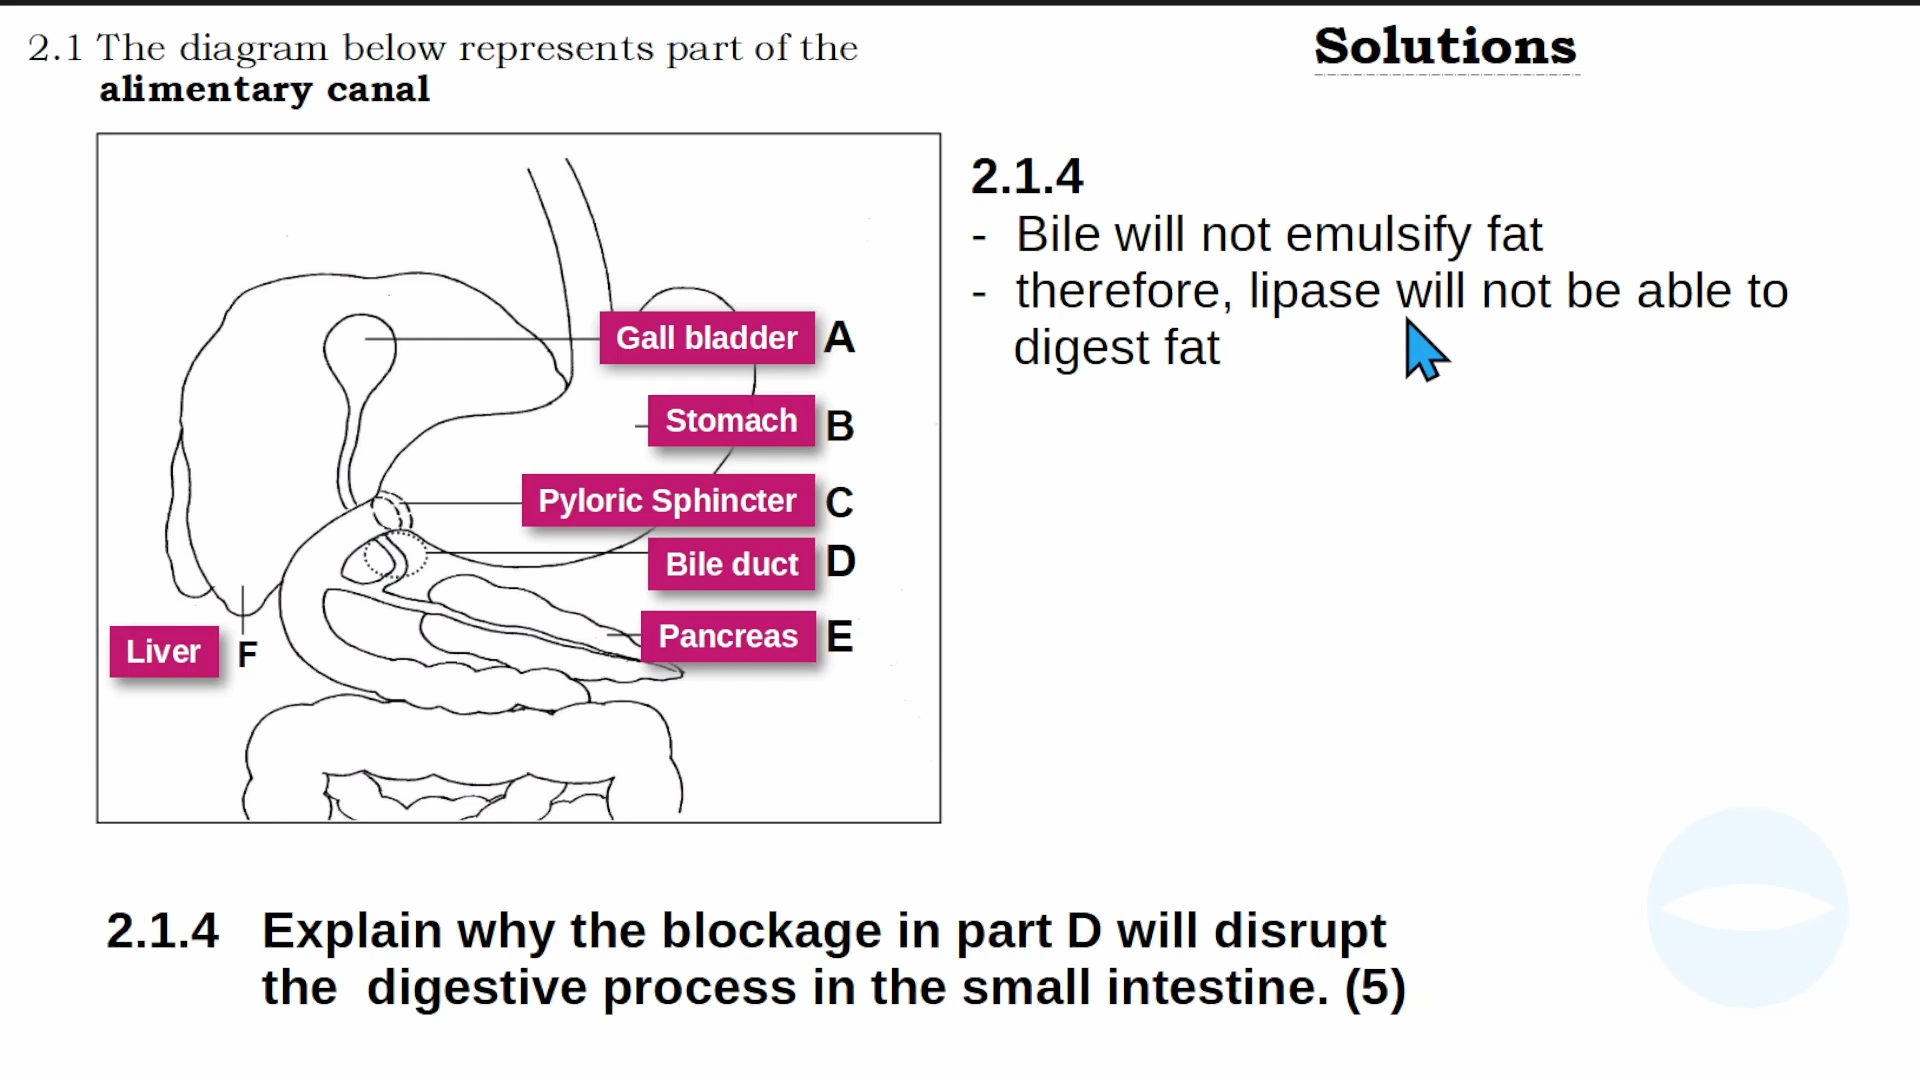 2.1 The diagram below represents part of the
alimentary canal
Solutions
Gall bladder A
Stomach B
Pyloric Sphincter C
Bile duct D
Pancreas E
Liver F
2.1.4
- Bile will not emulsify fat
- therefore, lipase will not be able to
digest fat
2.1.4 Explain why the blockage in part D will disrupt
the digestive process in the small intestine. (5)